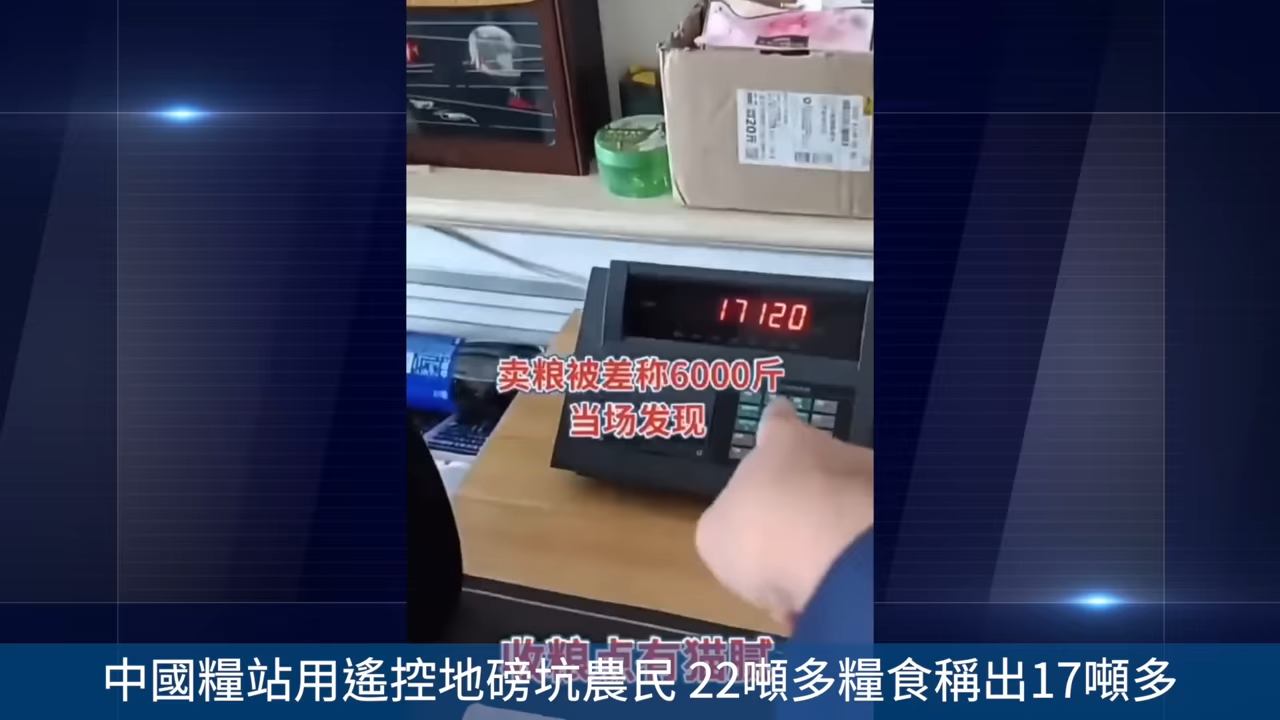 17120
卖粮被差称6000斤
当场发现
收粮点有猫腻
中國糧站用遙控地磅坑農民 22噸多糧食稱出17噸多